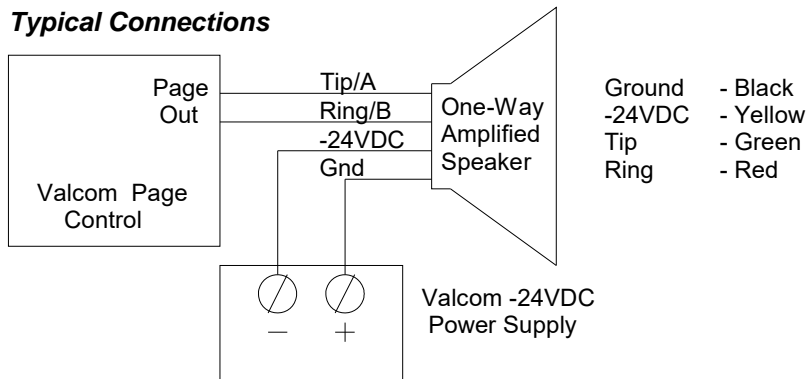 Typical Connections
Page
Out
Valcom Page
Control
Tip/A
Ring/B
-24VDC
Gnd
One-Way
Amplified
Speaker
Ground - Black
-24VDC - Yellow
Tip - Green
Ring - Red
Valcom -24VDC
Power Supply
— +